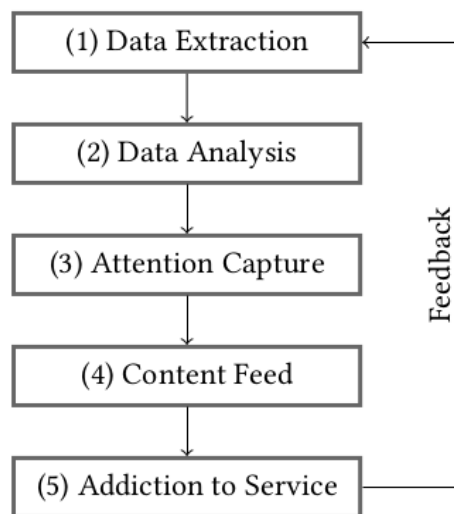 (1) Data Extraction
(2) Data Analysis
(3) Attention Capture
(4) Content Feed
(5) Addiction to Service
Feedback